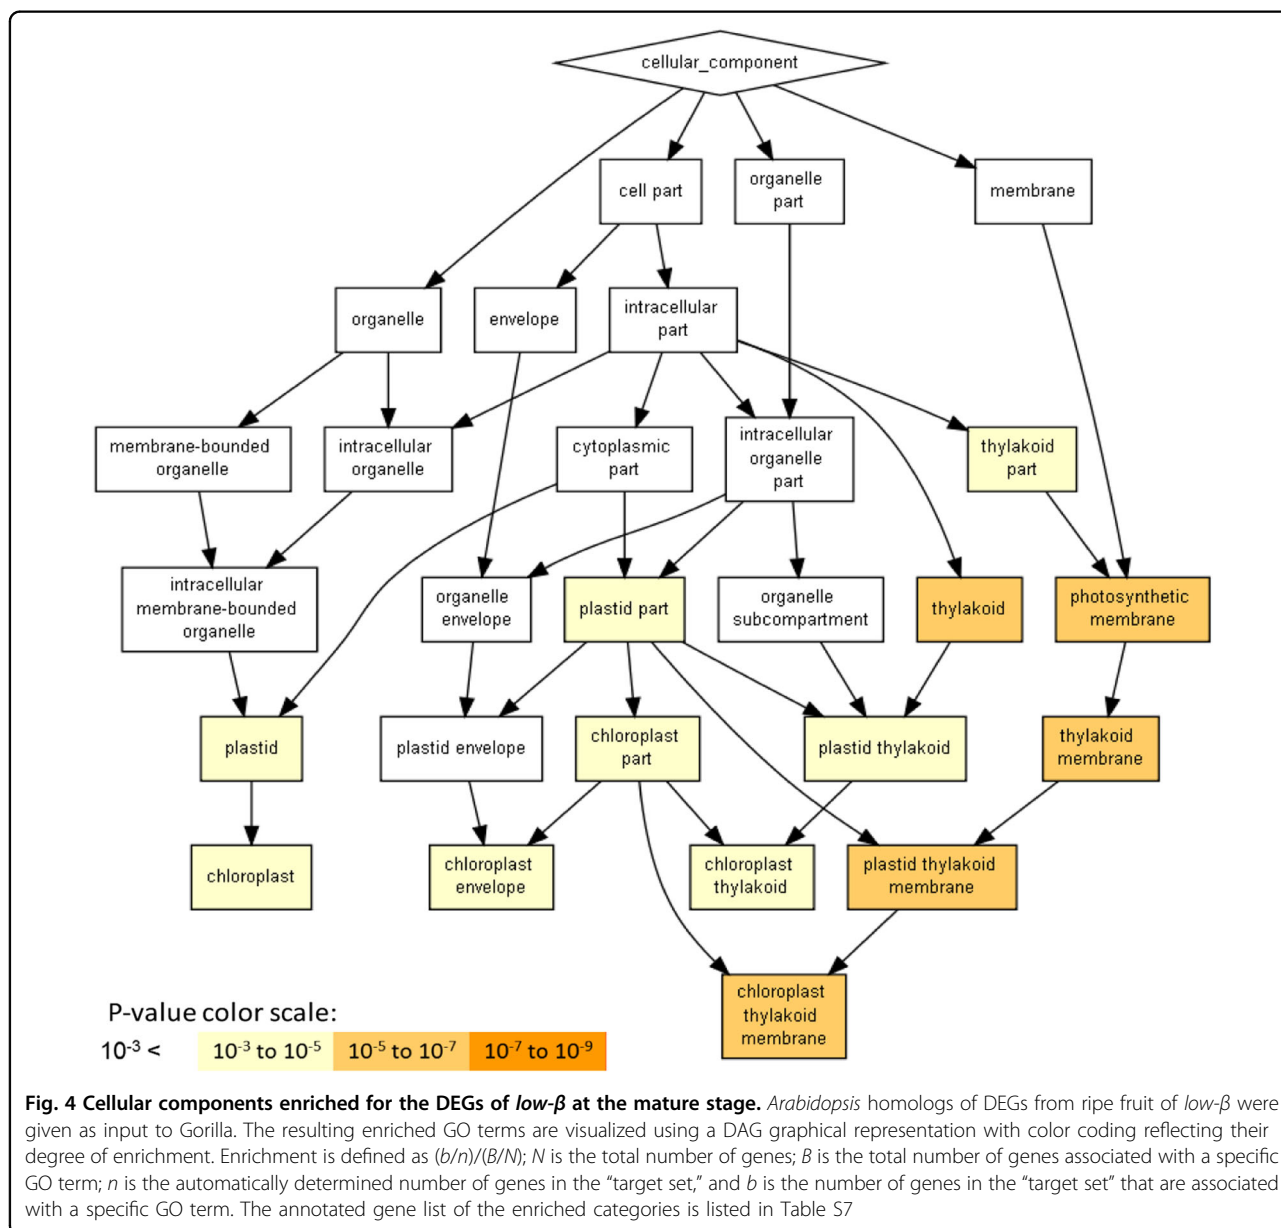 cellular_component
cell part
organelle
part
membrane
organelle
envelope
intracellular
part
membrane-bounded
organelle
intracellular
organelle
cytoplasmic
part
intracellular
organelle
part
thylakoid
part
intracellular
membrane-bounded
organelle
organelle
envelope
plastid part
organelle
subcompartment
thylakoid
photosynthetic
membrane
plastid
plastid envelope
chloroplast
part
plastid thylakoid
thylakoid
membrane
chloroplast
chloroplast
envelope
chloroplast
thylakoid
plastid thylakoid
membrane
chloroplast
thylakoid
membrane
P-value color scale:
10⁻³ < 10⁻³ to 10⁻⁵ 10⁻⁵ to 10⁻⁷ 10⁻⁷ to 10⁻⁹
Fig. 4 Cellular components enriched for the DEGs of low-β at the mature stage. Arabidopsis homologs of DEGs from ripe fruit of low-β were
given as input to Gorilla. The resulting enriched GO terms are visualized using a DAG graphical representation with color coding reflecting their
degree of enrichment. Enrichment is defined as (b/n)/(B/N); N is the total number of genes; B is the total number of genes associated with a specific
GO term; n is the automatically determined number of genes in the “target set,” and b is the number of genes in the “target set” that are associated
with a specific GO term. The annotated gene list of the enriched categories is listed in Table S7